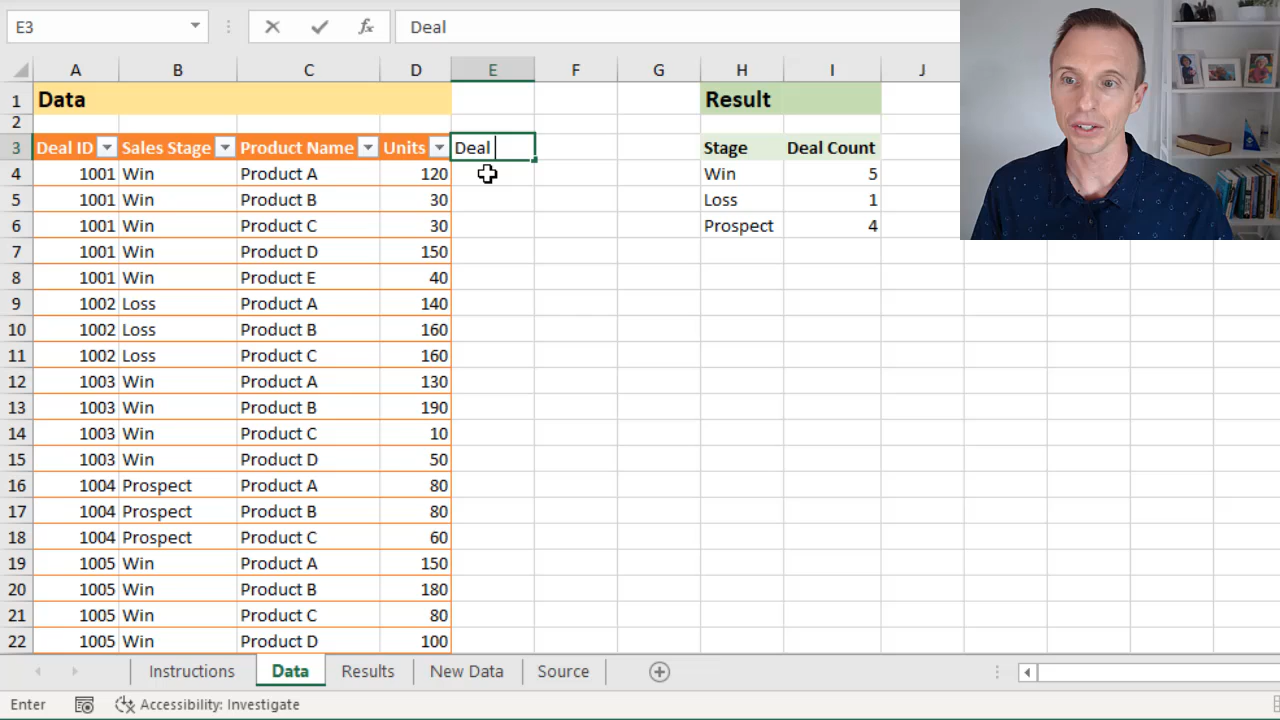 E3 fx Deal
A B C D E F G H I J
1 Data Result
2
3 Deal ID Sales Stage Product Name Units Deal Stage Deal Count
4 1001 Win Product A 120 Win 5
5 1001 Win Product B 30 Loss 1
6 1001 Win Product C 30 Prospect 4
7 1001 Win Product D 150
8 1001 Win Product E 40
9 1002 Loss Product A 140
10 1002 Loss Product B 160
11 1002 Loss Product C 160
12 1003 Win Product A 130
13 1003 Win Product B 190
14 1003 Win Product C 10
15 1003 Win Product D 50
16 1004 Prospect Product A 80
17 1004 Prospect Product B 80
18 1004 Prospect Product C 60
19 1005 Win Product A 150
20 1005 Win Product B 180
21 1005 Win Product C 80
22 1005 Win Product D 100
Instructions Data Results New Data Source
Enter Accessibility: Investigate